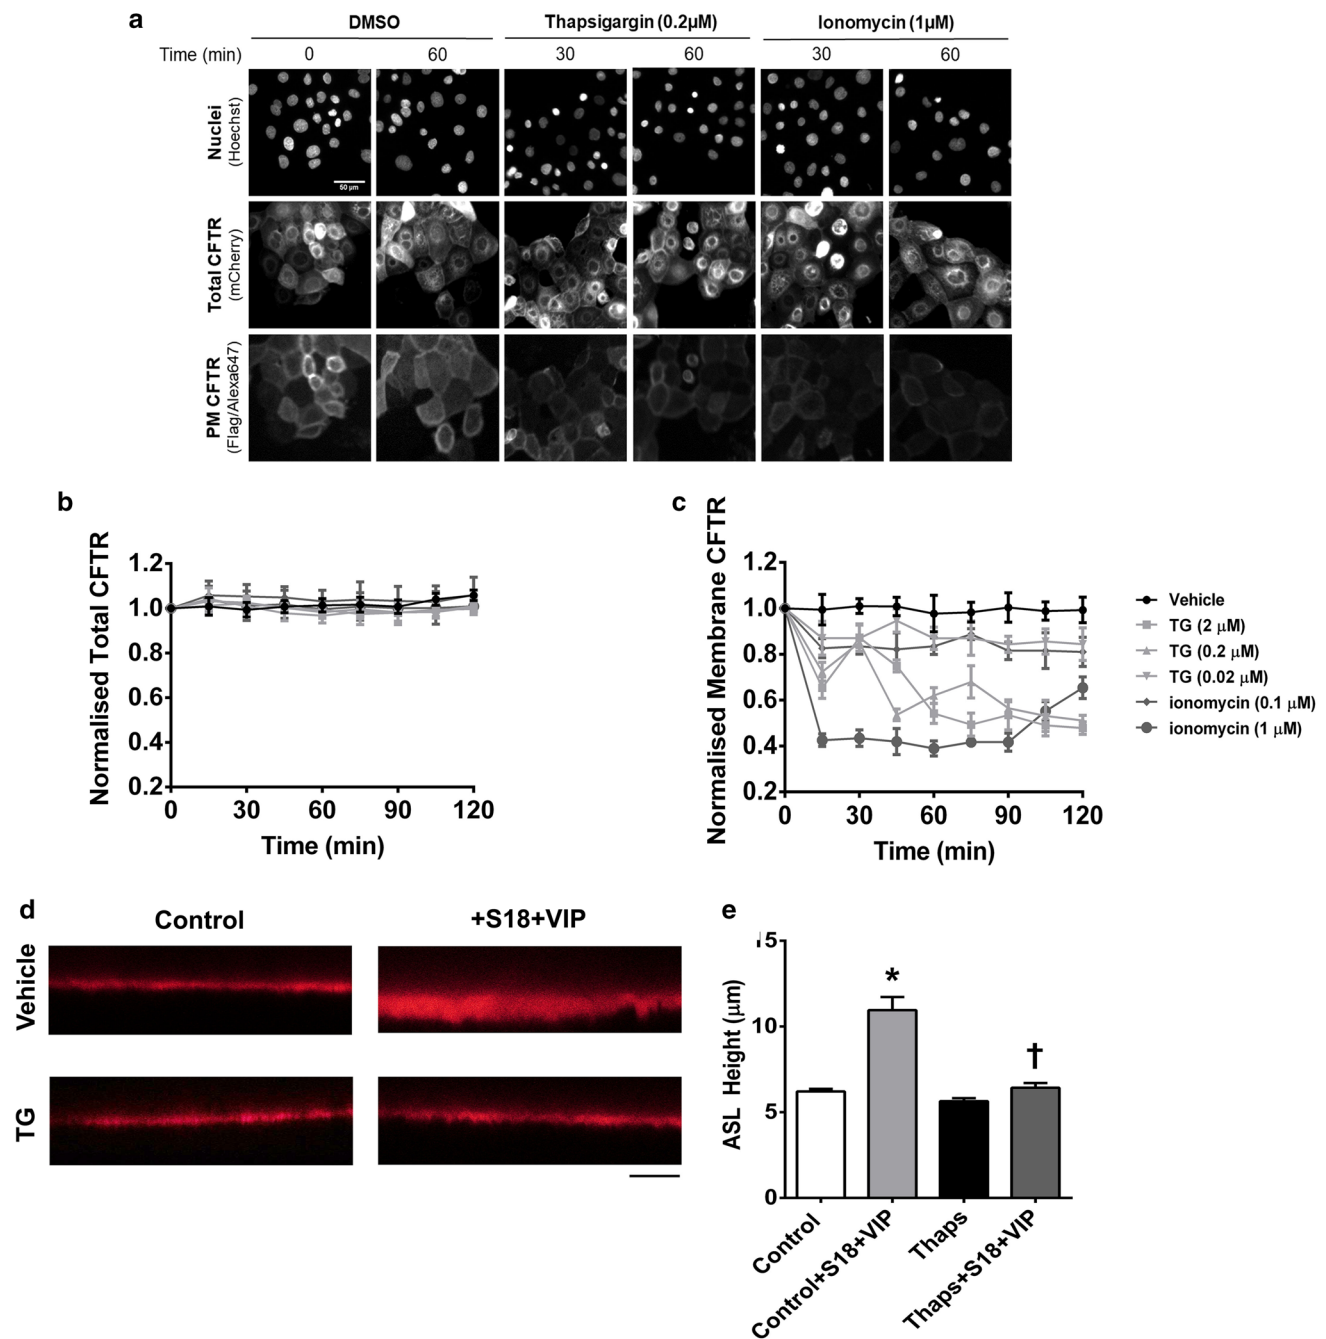 a
DMSO Thapsigargin (0.2µM) Ionomycin (1µM)
Time (min) 0 60 30 60 30 60
Nuclei
(Hoechst)
50 µm
Total CFTR
(mCherry)
PM CFTR
(Flag/Alexa647)
b
Normalised Total CFTR
1.2
1.0
0.8
0.6
0.4
0.2
0 30 60 90 120
Time (min)
c
Normalised Membrane CFTR
1.2
1.0
0.8
0.6
0.4
0.2
0 30 60 90 120
Time (min)
Vehicle
TG (2 µM)
TG (0.2 µM)
TG (0.02 µM)
ionomycin (0.1 µM)
ionomycin (1 µM)
d
Control +S18+VIP
Vehicle
TG
e
ASL Height (µm)
15
10
5
0
*
†
Control
Control+S18+VIP
Thaps
Thaps+S18+VIP